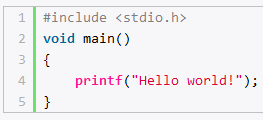 1 #include <stdio.h>
2 void main()
3 {
4     printf("Hello world!");
5 }